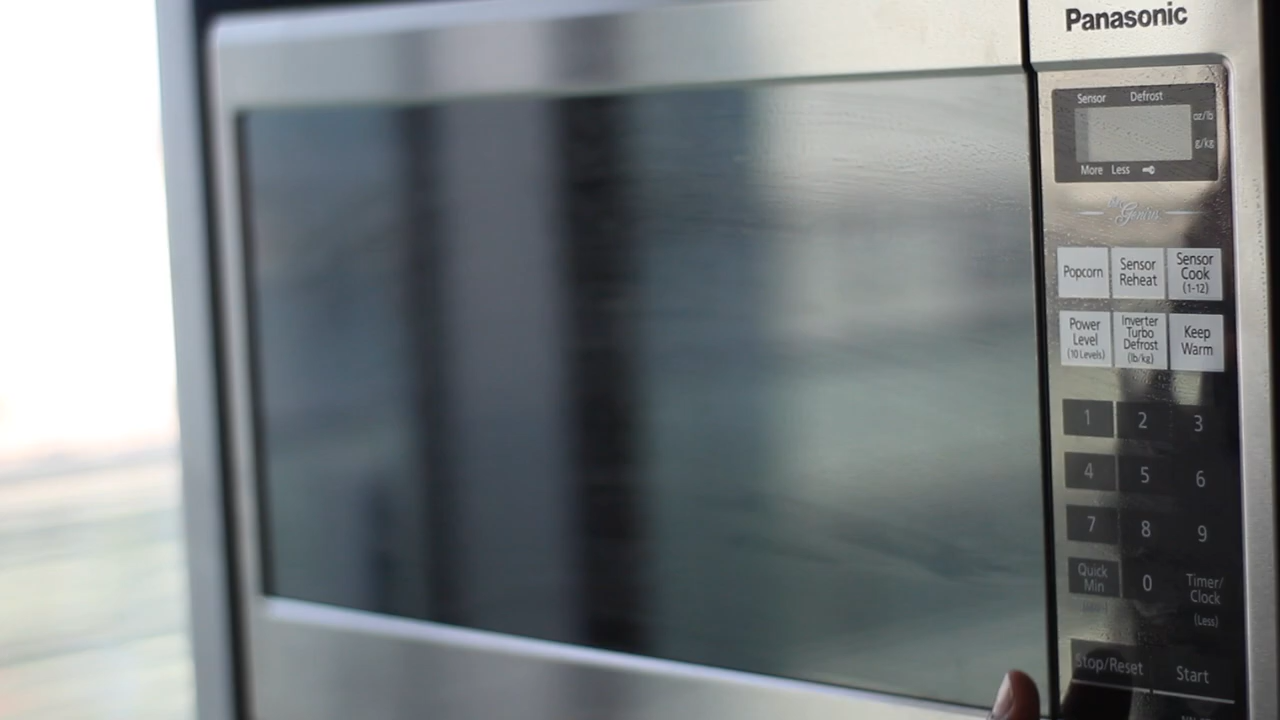 Panasonic
Sensor Defrost
oz/lb
g/kg
More Less
Genius
Popcorn
Sensor
Reheat
Sensor
Cook
(1-12)
Power
Level
(10 Levels)
Inverter
Turbo
Defrost
(lb/kg)
Keep
Warm
1 2 3
4 5 6
7 8 9
Quick
Min
0
Timer/
Clock
(Less)
Stop/Reset
Start